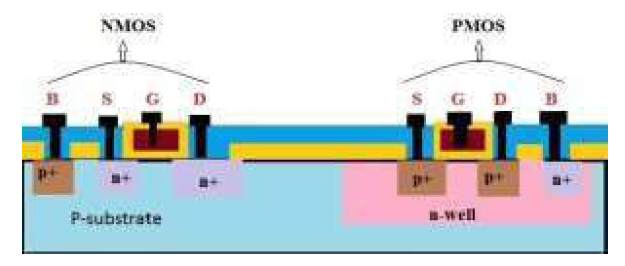 NMOS PMOS
B S G D S G D B
p+ n+ n+ p+ p+ n+
P-substrate n-well